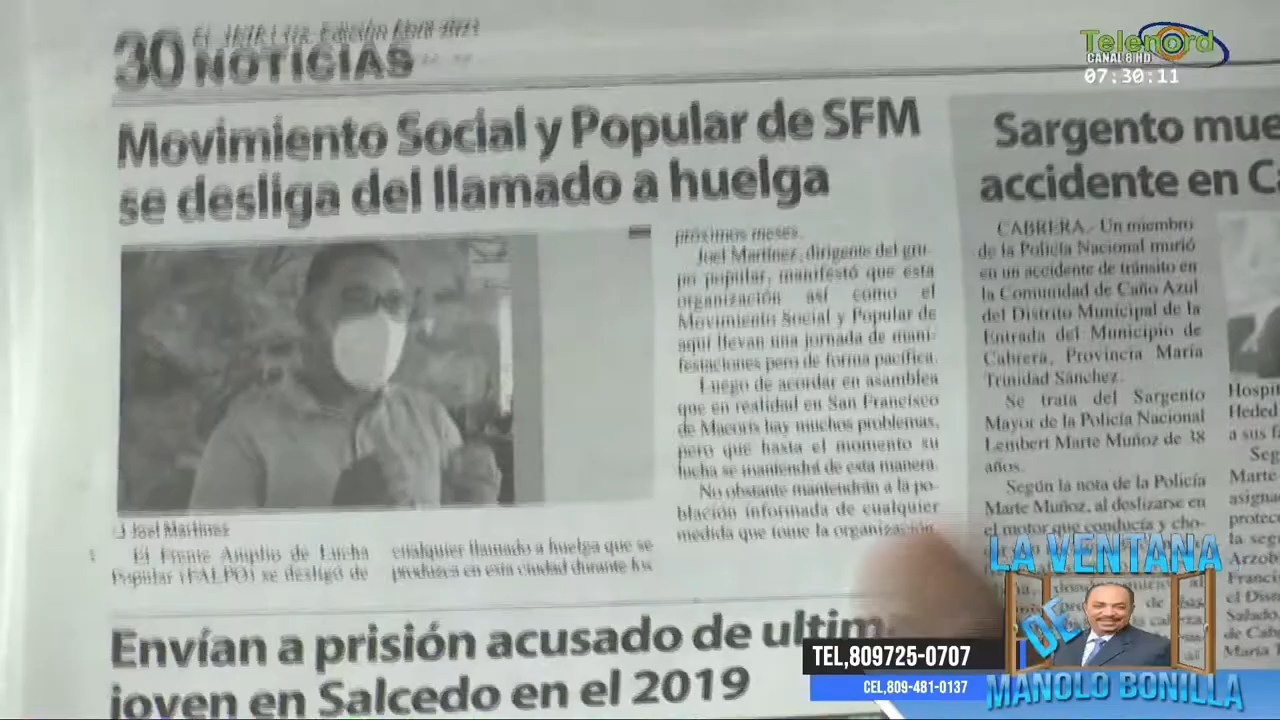 30 NOTICIAS
Movimiento Social y Popular de SFM
se desliga del llamado a huelga
Joel Martínez
El Frente Amplio de Lucha
Popular (FALPO) se desligó de
cualquier llamado a huelga que se
produzca en esta ciudad durante los
próximos meses.
Joel Martínez, dirigente del gru-
po popular, manifestó que esta
organización así como el
Movimiento Social y Popular de
aquí llevan una jornada de mani-
festaciones pero de forma pacífica.
Luego de acordar en asamblea
que en realidad en San Francisco
de Macorís hay muchos problemas,
pero que hasta el momento su
lucha se mantendrá de esta manera.
No obstante mantendrán a la po-
blación informada de cualquier
medida que tome la organización.
Envían a prisión acusado de
joven en Salcedo en el 2019
Sargento
accidente en
CABRERA.- Un miembro
de la Policía Nacional murió
en un accidente de tránsito en
la Comunidad de Caño Azul
del Distrito Municipal de la
Entrada del Municipio de
Cabrera, Provincia María
Trinidad Sánchez.
Se trata del Sargento
Mayor de la Policía Nacional
Lembert Marte Muñoz de 38
años.
Según la nota de la Policía
Marte Muñoz, al deslizarse en
el motor que conducía y cho-
Telenord
CANAL 8 HD
07:30:11
TEL,809725-0707
CEL,809-481-0137
LA VENTANA
DE
MANOLO BONILLA